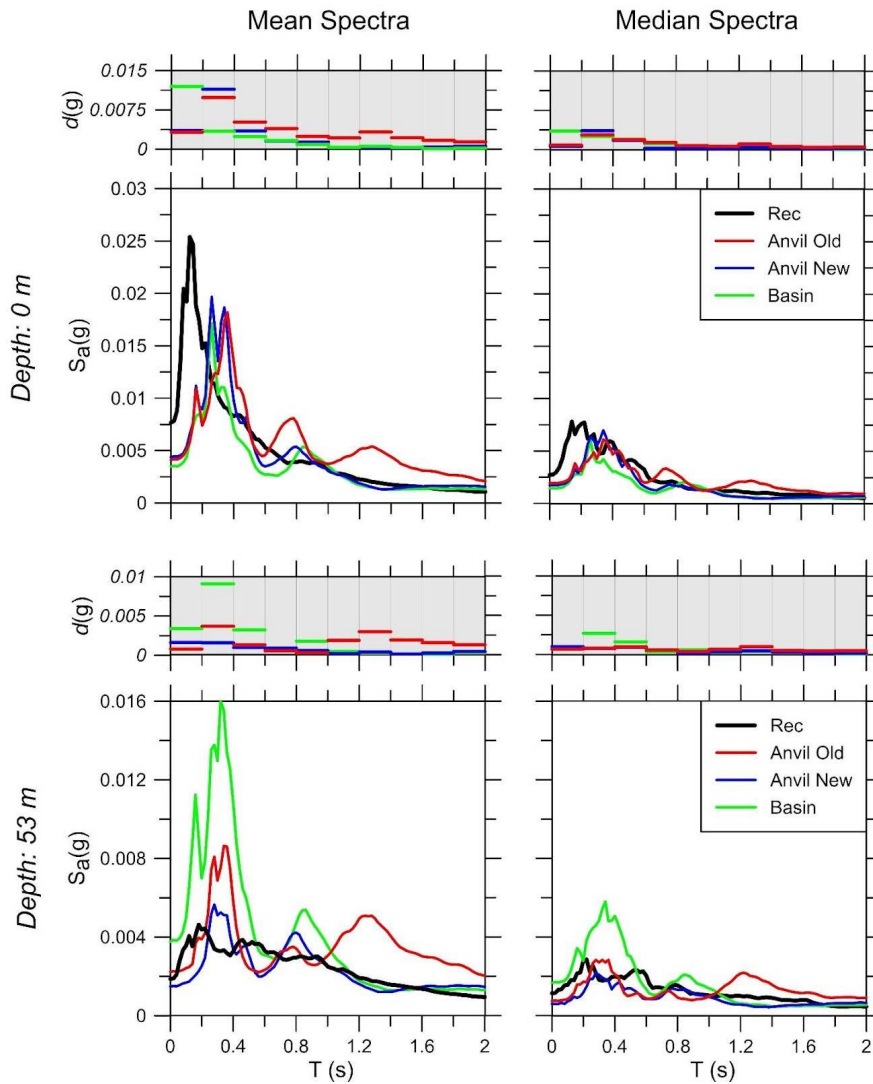 Mean Spectra
Median Spectra
0.015
0.0075
0
d(g)
0.03
0.025
0.02
0.015
0.01
0.005
0
Sa(g)
Depth: 0 m
Rec
Anvil Old
Anvil New
Basin
0.01
0.005
0
d(g)
0.016
0.012
0.008
0.004
0
Sa(g)
Depth: 53 m
Rec
Anvil Old
Anvil New
Basin
0 0.4 0.8 1.2 1.6 2
0 0.4 0.8 1.2 1.6 2
T (s)
T (s)